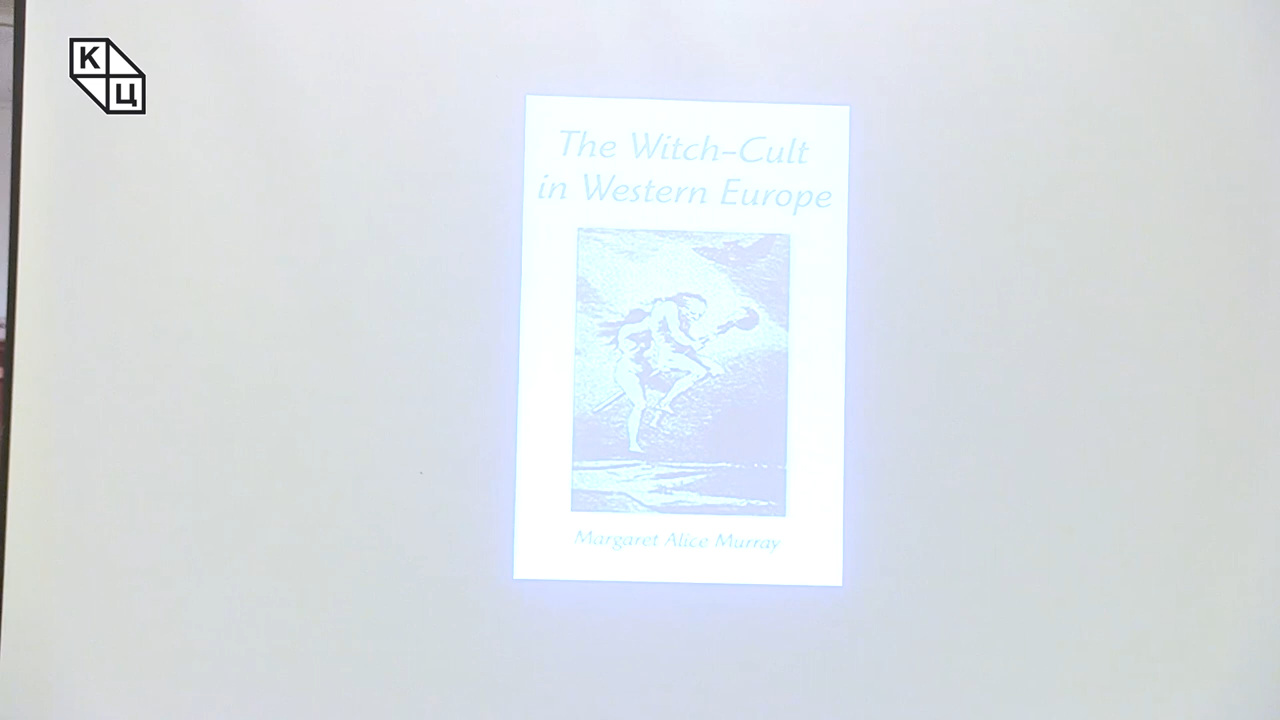 К
Ц
The Witch-Cult
in Western Europe
Margaret Alice Murray